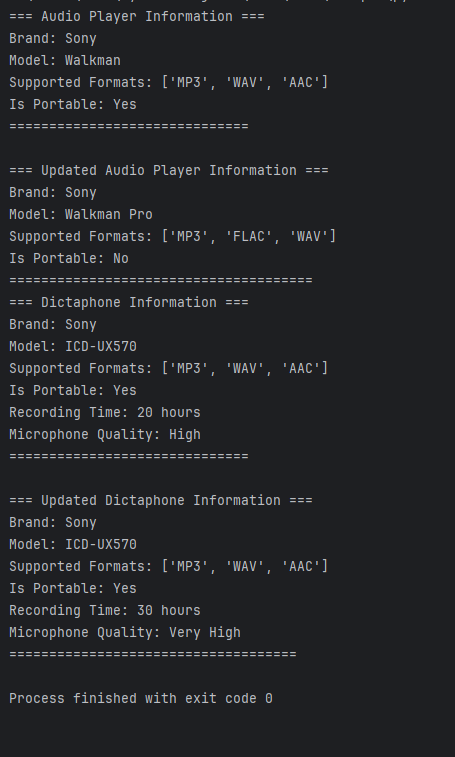 === Audio Player Information ===
Brand: Sony
Model: Walkman
Supported Formats: ['MP3', 'WAV', 'AAC']
Is Portable: Yes
==============================
=== Updated Audio Player Information ===
Brand: Sony
Model: Walkman Pro
Supported Formats: ['MP3', 'FLAC', 'WAV']
Is Portable: No
======================================
=== Dictaphone Information ===
Brand: Sony
Model: ICD-UX570
Supported Formats: ['MP3', 'WAV', 'AAC']
Is Portable: Yes
Recording Time: 20 hours
Microphone Quality: High
==============================
=== Updated Dictaphone Information ===
Brand: Sony
Model: ICD-UX570
Supported Formats: ['MP3', 'WAV', 'AAC']
Is Portable: Yes
Recording Time: 30 hours
Microphone Quality: Very High
====================================
Process finished with exit code 0